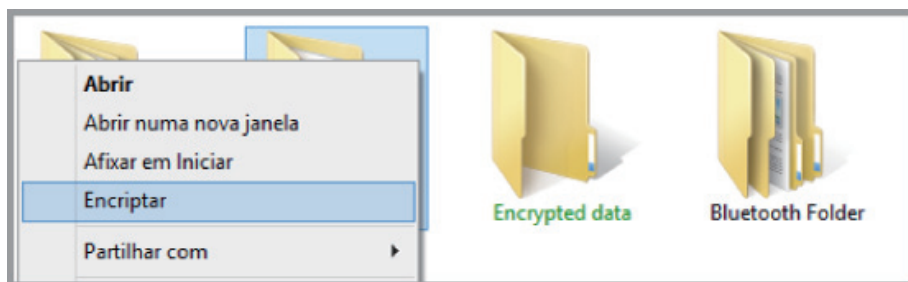 Abrir
Abrir numa nova janela
Afixar em Iniciar
Encriptar
Partilhar com
Encrypted data
Bluetooth Folder